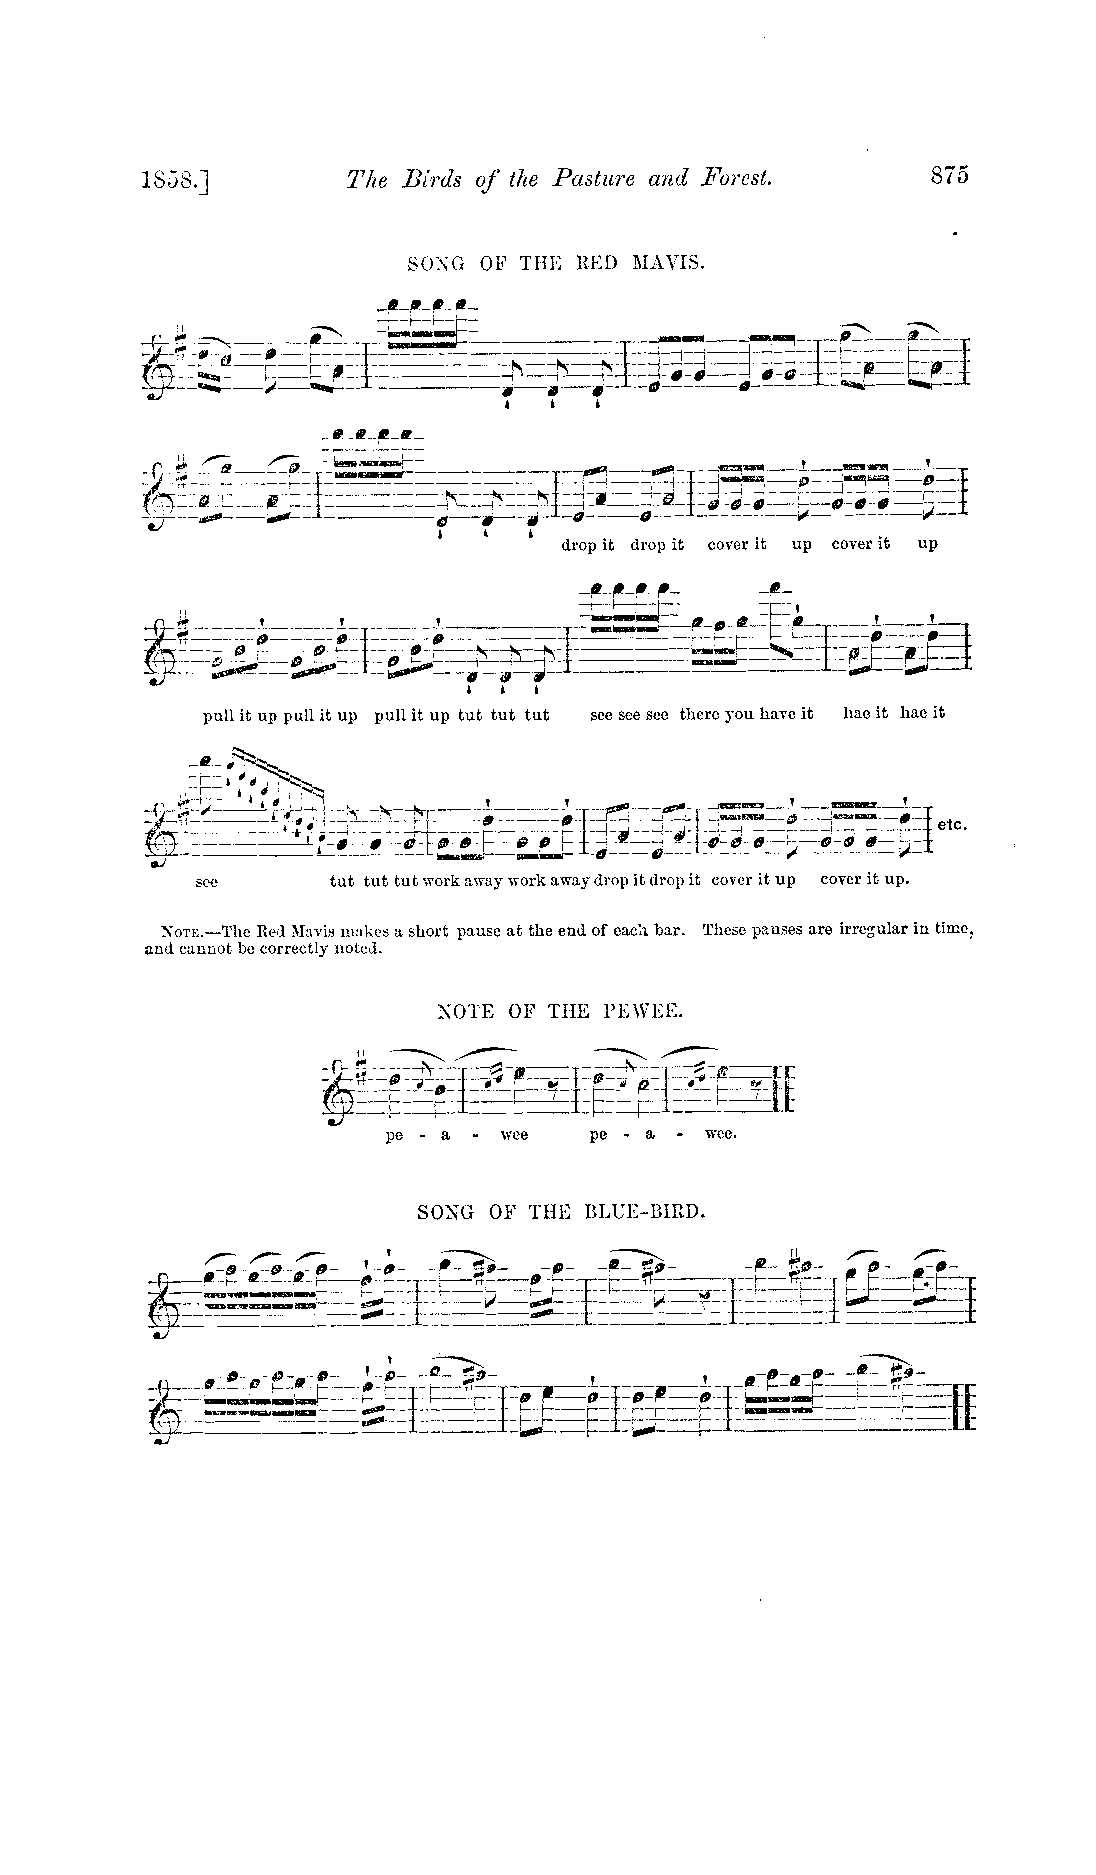 1858.] The Birds of the Pasture and Forest. 875
SONG OF THE RED MAVIS.
drop it drop it cover it up cover it up
pull it up pull it up pull it up tut tut tut see see see there you have it hae it hae it
etc.
see tut tut tut work away work away drop it drop it cover it up cover it up.
NOTE.—The Red Mavis makes a short pause at the end of each bar. These pauses are irregular in time,
and cannot be correctly noted.
NOTE OF THE PEWEE.
pe - a - wee pe - a - wee.
SONG OF THE BLUE-BIRD.